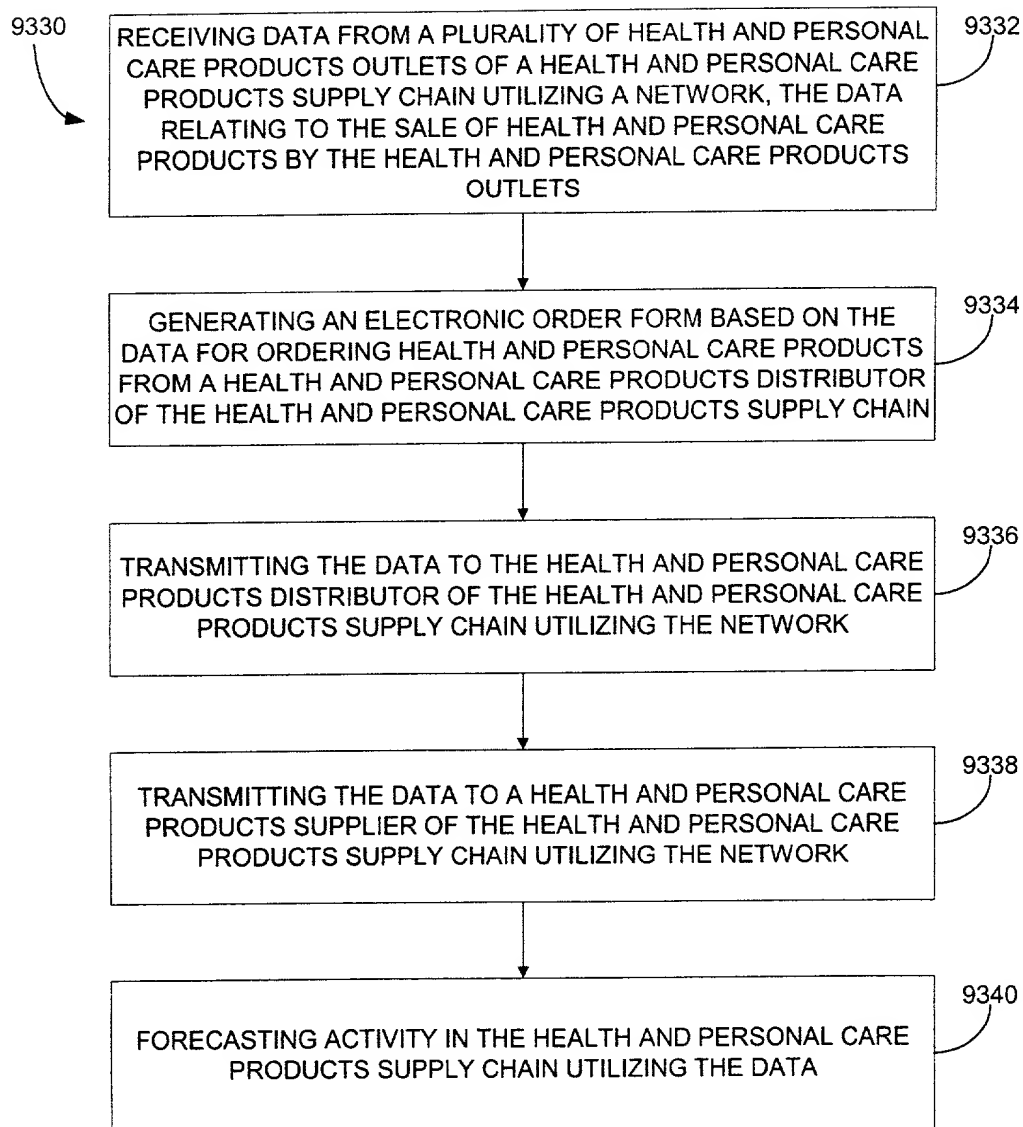 9330
RECEIVING DATA FROM A PLURALITY OF HEALTH AND PERSONAL
CARE PRODUCTS OUTLETS OF A HEALTH AND PERSONAL CARE
PRODUCTS SUPPLY CHAIN UTILIZING A NETWORK, THE DATA
RELATING TO THE SALE OF HEALTH AND PERSONAL CARE
PRODUCTS BY THE HEALTH AND PERSONAL CARE PRODUCTS
OUTLETS
9332
GENERATING AN ELECTRONIC ORDER FORM BASED ON THE
DATA FOR ORDERING HEALTH AND PERSONAL CARE PRODUCTS
FROM A HEALTH AND PERSONAL CARE PRODUCTS DISTRIBUTOR
OF THE HEALTH AND PERSONAL CARE PRODUCTS SUPPLY CHAIN
9334
TRANSMITTING THE DATA TO THE HEALTH AND PERSONAL CARE
PRODUCTS DISTRIBUTOR OF THE HEALTH AND PERSONAL CARE
PRODUCTS SUPPLY CHAIN UTILIZING THE NETWORK
9336
TRANSMITTING THE DATA TO A HEALTH AND PERSONAL CARE
PRODUCTS SUPPLIER OF THE HEALTH AND PERSONAL CARE
PRODUCTS SUPPLY CHAIN UTILIZING THE NETWORK
9338
FORECASTING ACTIVITY IN THE HEALTH AND PERSONAL CARE
PRODUCTS SUPPLY CHAIN UTILIZING THE DATA
9340